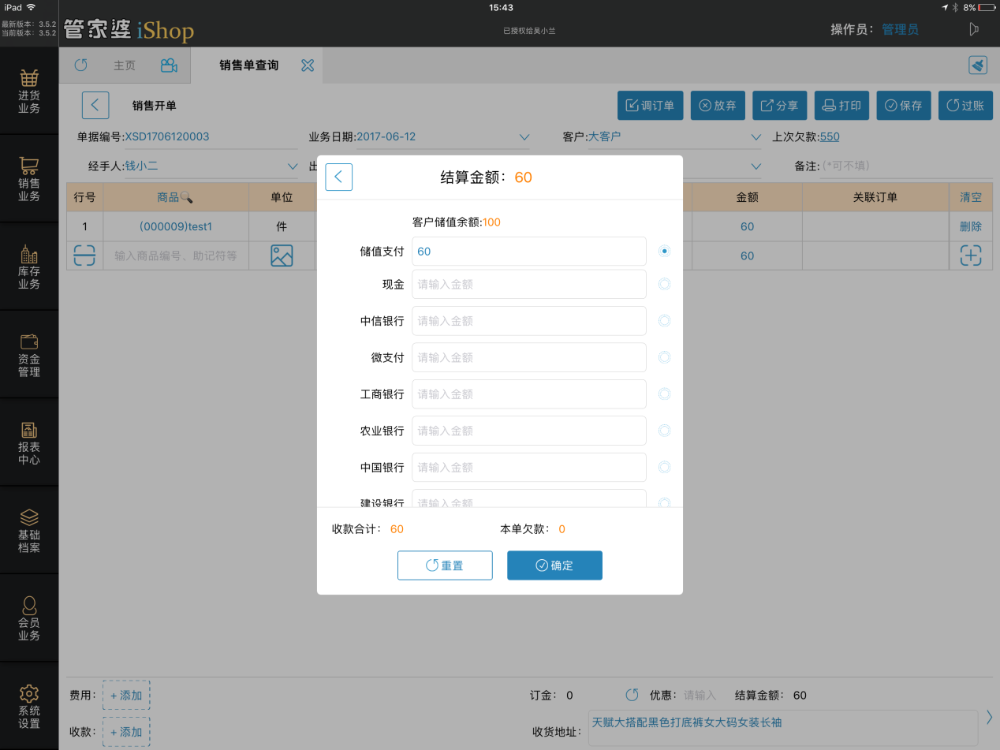 iPad
15:43
8%
最新版本: 3.5.2
当前版本: 3.5.2
管家婆 iShop
已授权给吴小兰
操作员: 管理员
主页
销售单查询
进货
业务
销售
业务
库存
业务
资金
管理
报表
中心
基础
档案
会员
业务
系统
设置
销售开单
调订单
放弃
分享
打印
保存
过账
单据编号:XSD1706120003
业务日期:2017-06-12
客户:大客户
上次欠款:550
经手人:钱小二
出
备注:(*可不填)
行号 商品 单位 金额 关联订单 清空
1 (000009)test1 件 60 删除
输入商品编号、助记符等 60
结算金额: 60
客户储值余额:100
储值支付 60
现金 请输入金额
中信银行 请输入金额
微支付 请输入金额
工商银行 请输入金额
农业银行 请输入金额
中国银行 请输入金额
建设银行 请输入金额
收款合计: 60
本单欠款: 0
重置
确定
费用: +添加
订金: 0
优惠: 请输入
结算金额: 60
收款: +添加
收货地址: 天赋大搭配黑色打底裤女大码女装长袖